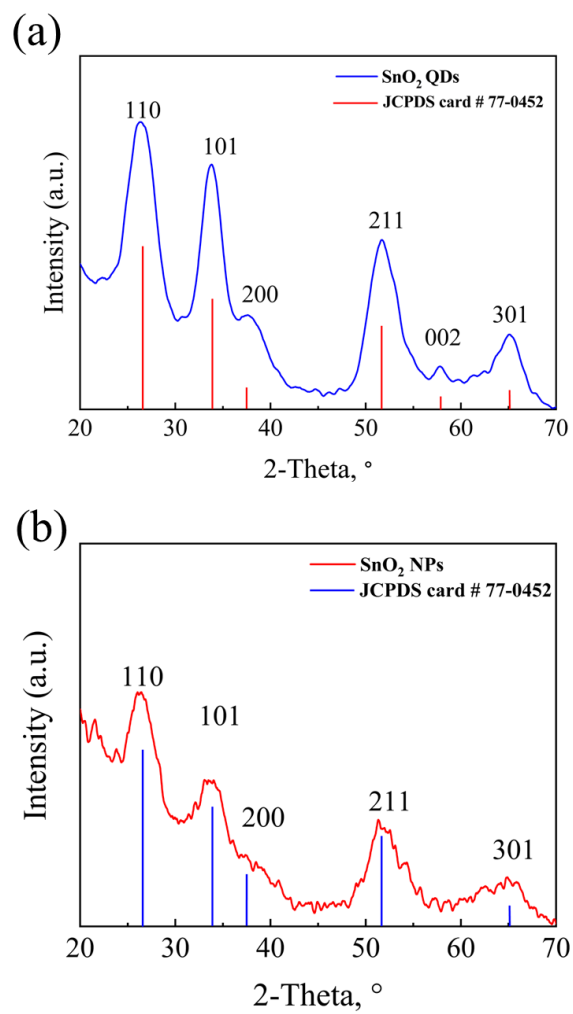 (a)
SnO₂ QDs
JCPDS card # 77-0452
110
101
200
211
002
301
Intensity (a.u.)
20 30 40 50 60 70
2-Theta, °
(b)
SnO₂ NPs
JCPDS card # 77-0452
110
101
200
211
301
Intensity (a.u.)
20 30 40 50 60 70
2-Theta, °